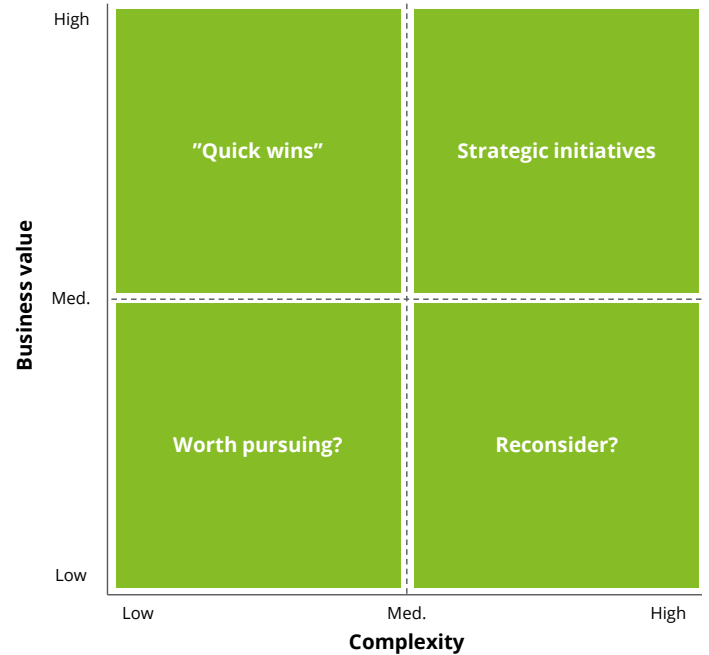 High
”Quick wins”
Strategic initiatives
Business value
Med.
Worth pursuing?
Reconsider?
Low
Low
Med.
High
Complexity